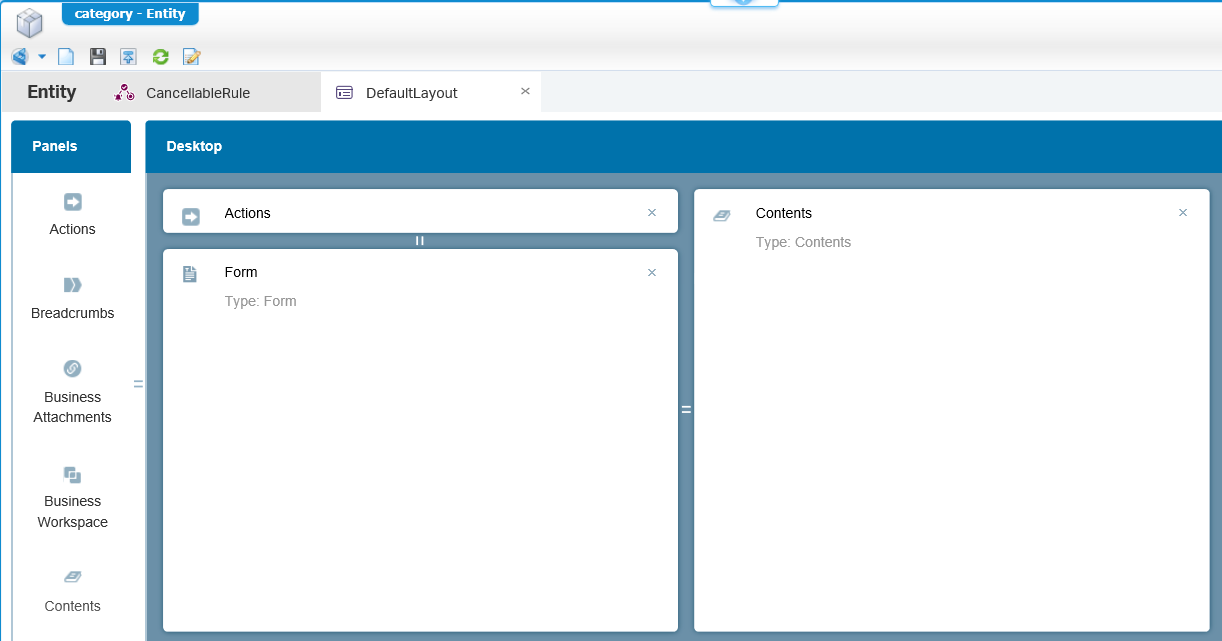 category - Entity
Entity
CancellableRule
DefaultLayout
Panels
Desktop
Actions
Breadcrumbs
Business
Attachments
Business
Workspace
Contents
Actions
Form
Type: Form
Contents
Type: Contents